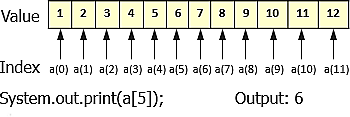 Value 1 2 3 4 5 6 7 8 9 10 11 12
Index a(0) a(1) a(2) a(3) a(4) a(5) a(6) a(7) a(8) a(9) a(10) a(11)
System.out.print(a[5]); Output: 6